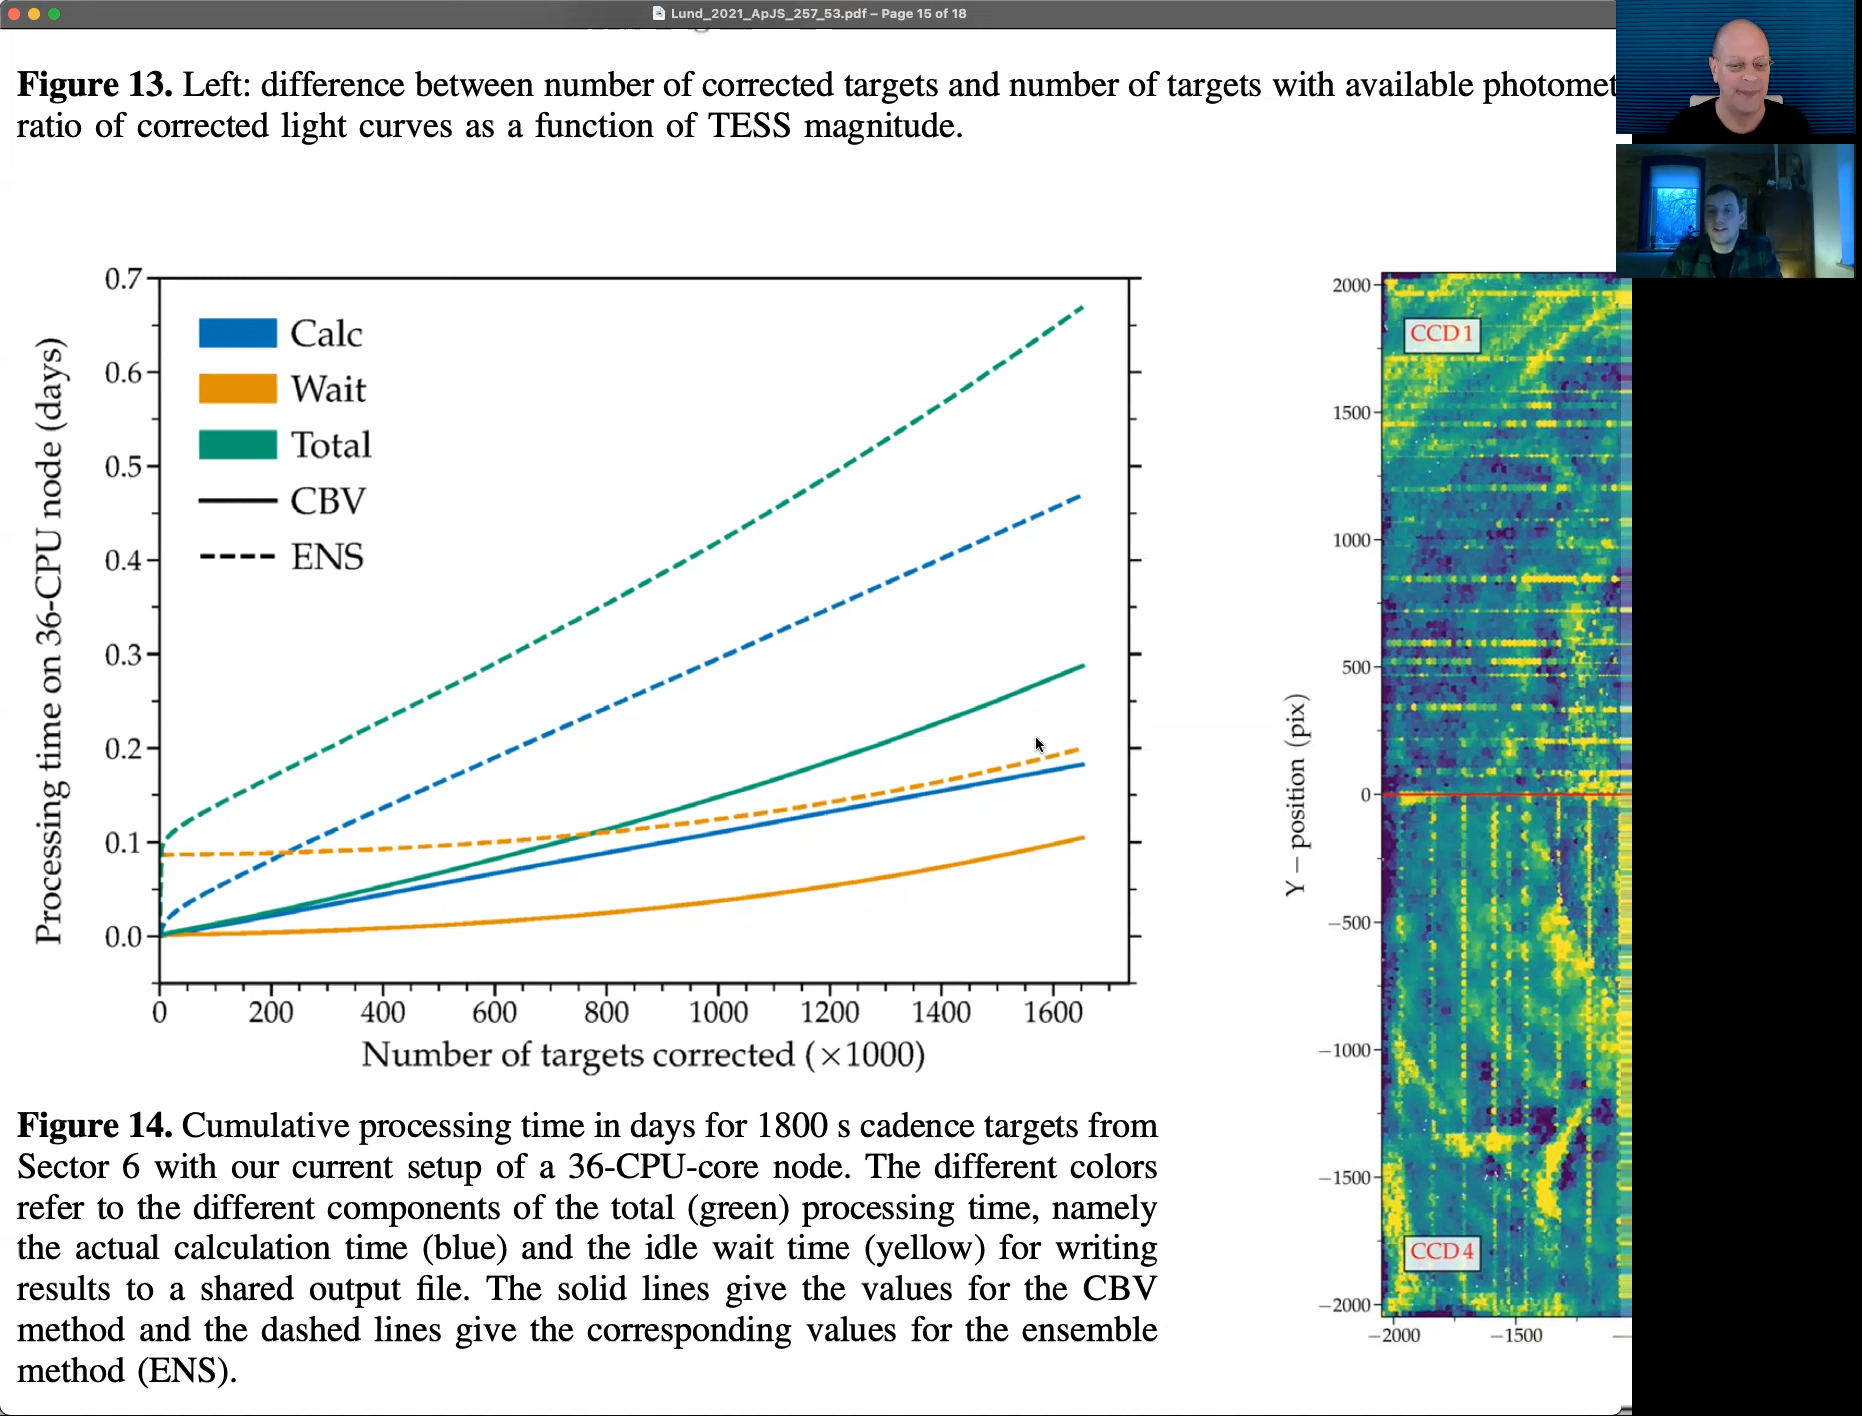 Lund_2021_ApJS_257_53.pdf – Page 15 of 18
Figure 13. Left: difference between number of corrected targets and number of targets with available photomet
ratio of corrected light curves as a function of TESS magnitude.
0.7
0.6
0.5
0.4
0.3
0.2
0.1
0.0
Processing time on 36-CPU node (days)
Calc
Wait
Total
CBV
ENS
0 200 400 600 800 1000 1200 1400 1600
Number of targets corrected (×1000)
Figure 14. Cumulative processing time in days for 1800 s cadence targets from
Sector 6 with our current setup of a 36-CPU-core node. The different colors
refer to the different components of the total (green) processing time, namely
the actual calculation time (blue) and the idle wait time (yellow) for writing
results to a shared output file. The solid lines give the values for the CBV
method and the dashed lines give the corresponding values for the ensemble
method (ENS).
2000
1500
1000
500
0
−500
−1000
−1500
−2000
Y − position (pix)
CCD 1
CCD 4
−2000 −1500